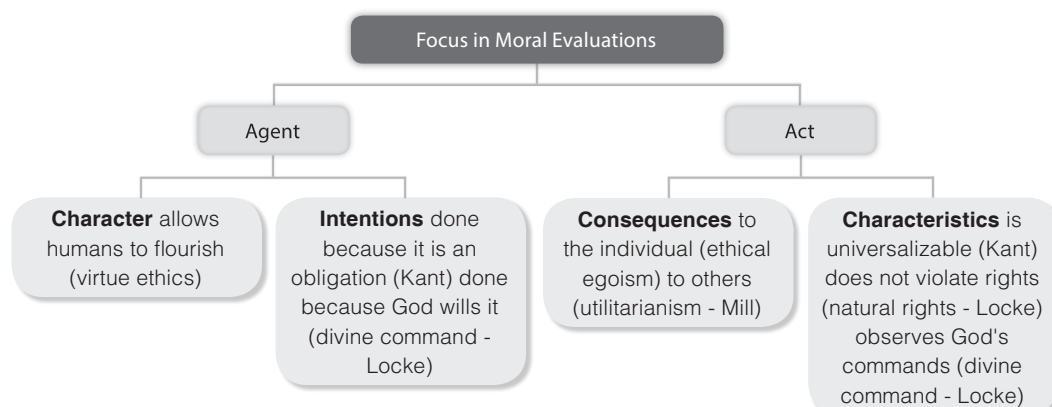 Focus in Moral Evaluations
Agent
Act
Character allows
humans to flourish
(virtue ethics)
Intentions done
because it is an
obligation (Kant) done
because God wills it
(divine command -
Locke)
Consequences to
the individual (ethical
egoism) to others
(utilitarianism - Mill)
Characteristics is
universalizable (Kant)
does not violate rights
(natural rights - Locke)
observes God's
commands (divine
command - Locke)